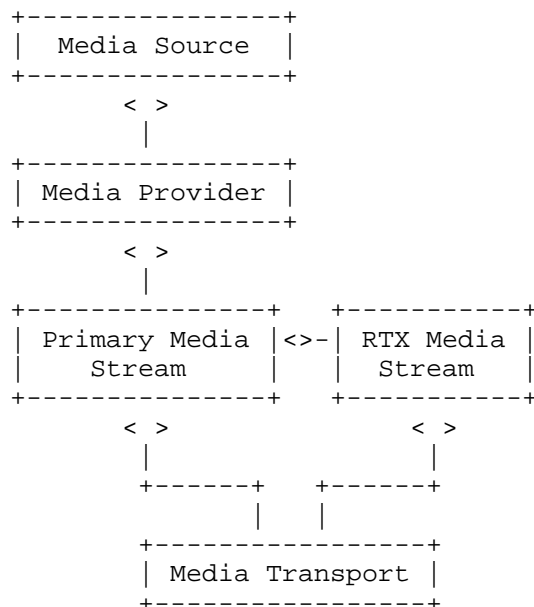 Media Source
< >
Media Provider
< >
Primary Media <>- RTX Media
Stream Stream
< > < >
Media Transport